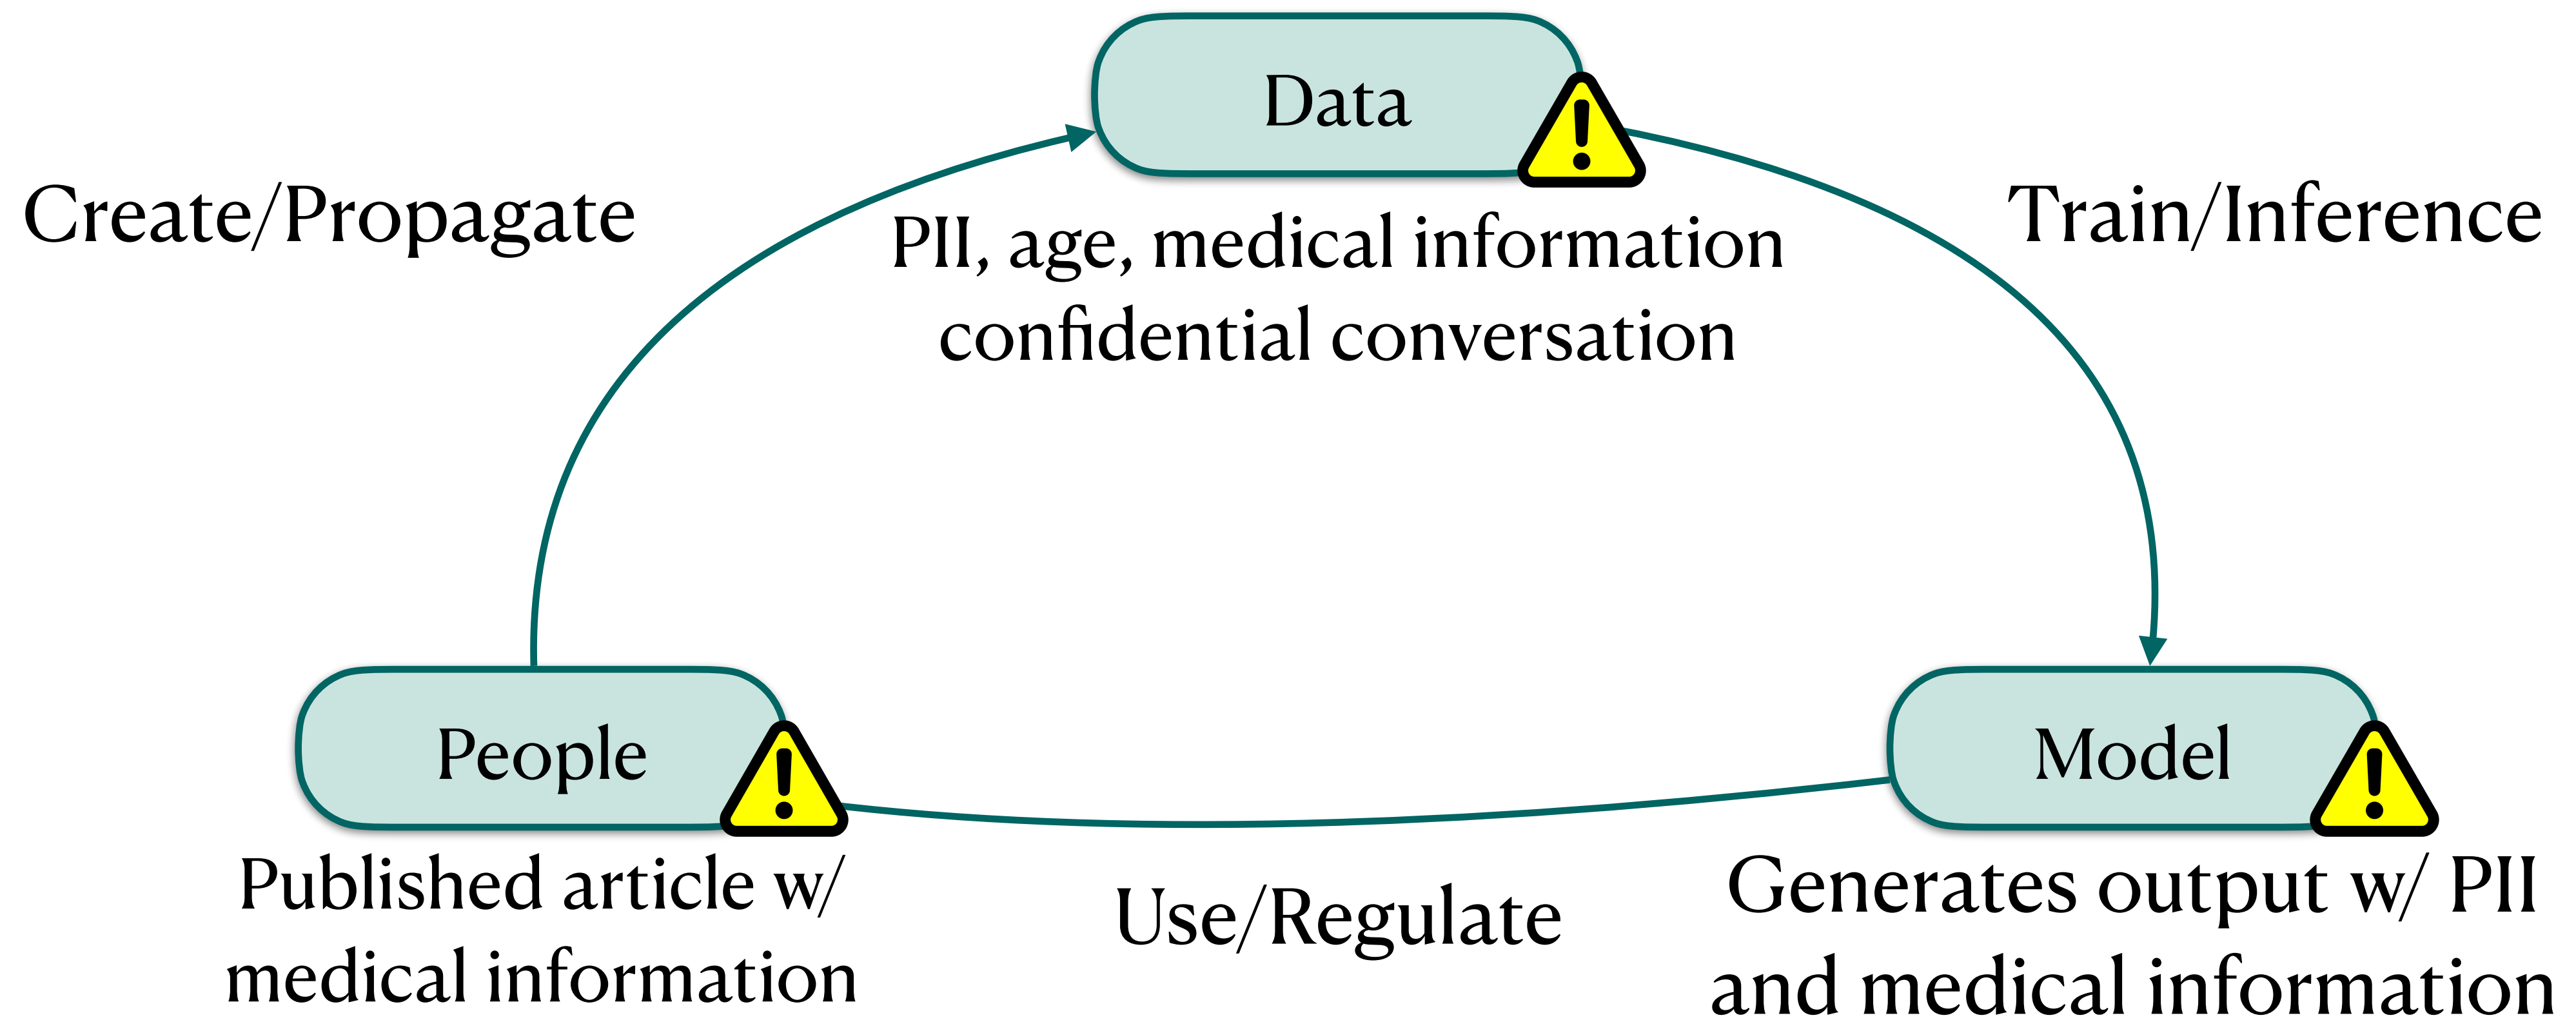 Data
Create/Propagate
Train/Inference
PII, age, medical information
confidential conversation
People
Model
Published article w/
medical information
Use/Regulate
Generates output w/ PII
and medical information